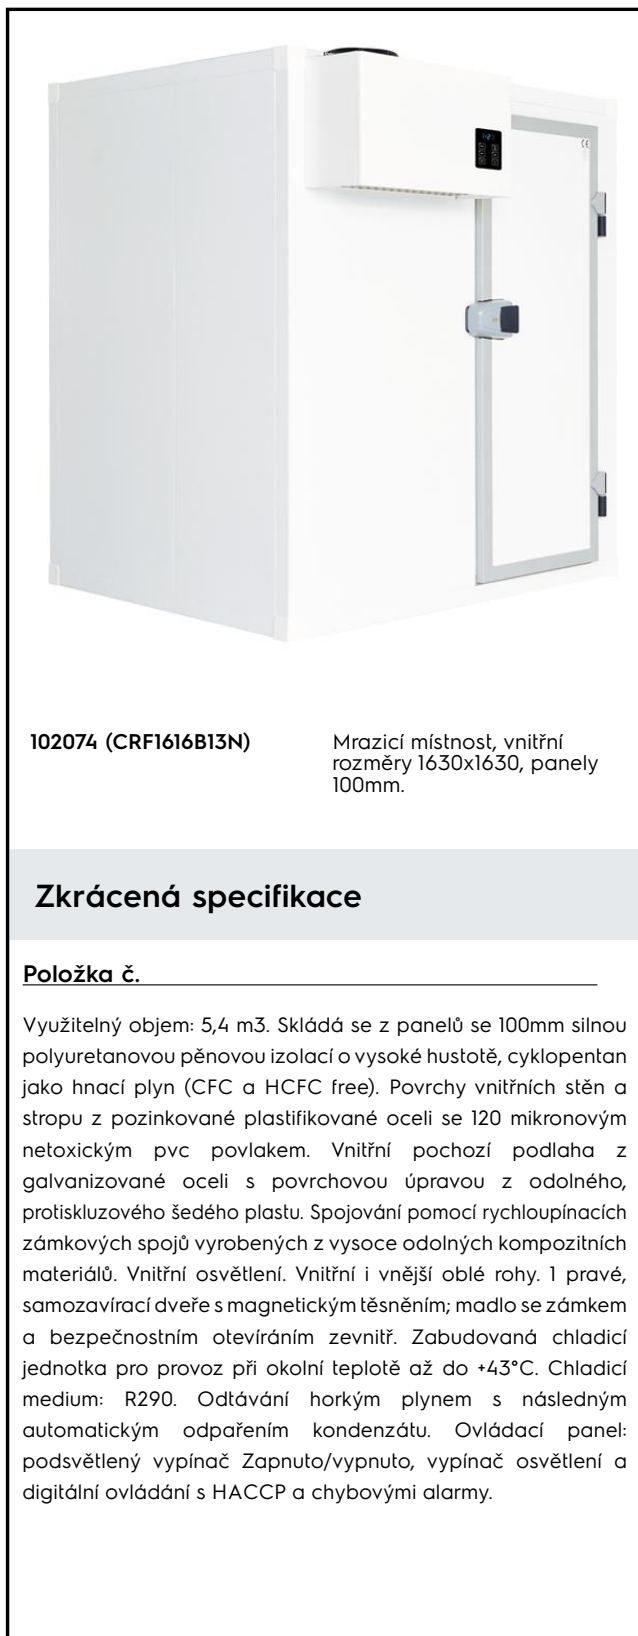 102074 (CRF1616B13N)
Mrazicí místnost, vnitřní
rozměry 1630x1630, panely
100mm.
Zkrácená specifikace
Položka č.
Využitelný objem: 5,4 m3. Skládá se z panelů se 100mm silnou
polyuretanovou pěnovou izolací o vysoké hustotě, cyklopentan
jako hnací plyn (CFC a HCFC free). Povrchy vnitřních stěn a
stropu z pozinkované plastifikované oceli se 120 mikronovým
netoxickým pvc povlakem. Vnitřní pochozí podlaha z
galvanizované oceli s povrchovou úpravou z odolného,
protiskluzového šedého plastu. Spojování pomocí rychloupínacích
zámkových spojů vyrobených z vysoce odolných kompozitních
materiálů. Vnitřní osvětlení. Vnitřní i vnější oblé rohy. 1 pravé,
samozavírací dveře s magnetickým těsněním; madlo se zámkem
a bezpečnostním otevíráním zevnitř. Zabudovaná chladicí
jednotka pro provoz při okolní teplotě až do +43°C. Chladicí
medium: R290. Odtávání horkým plynem s následným
automatickým odpařením kondenzátu. Ovládací panel:
podsvětlený vypínač Zapnuto/vypnuto, vypínač osvětlení a
digitální ovládání s HACCP a chybovými alarmy.